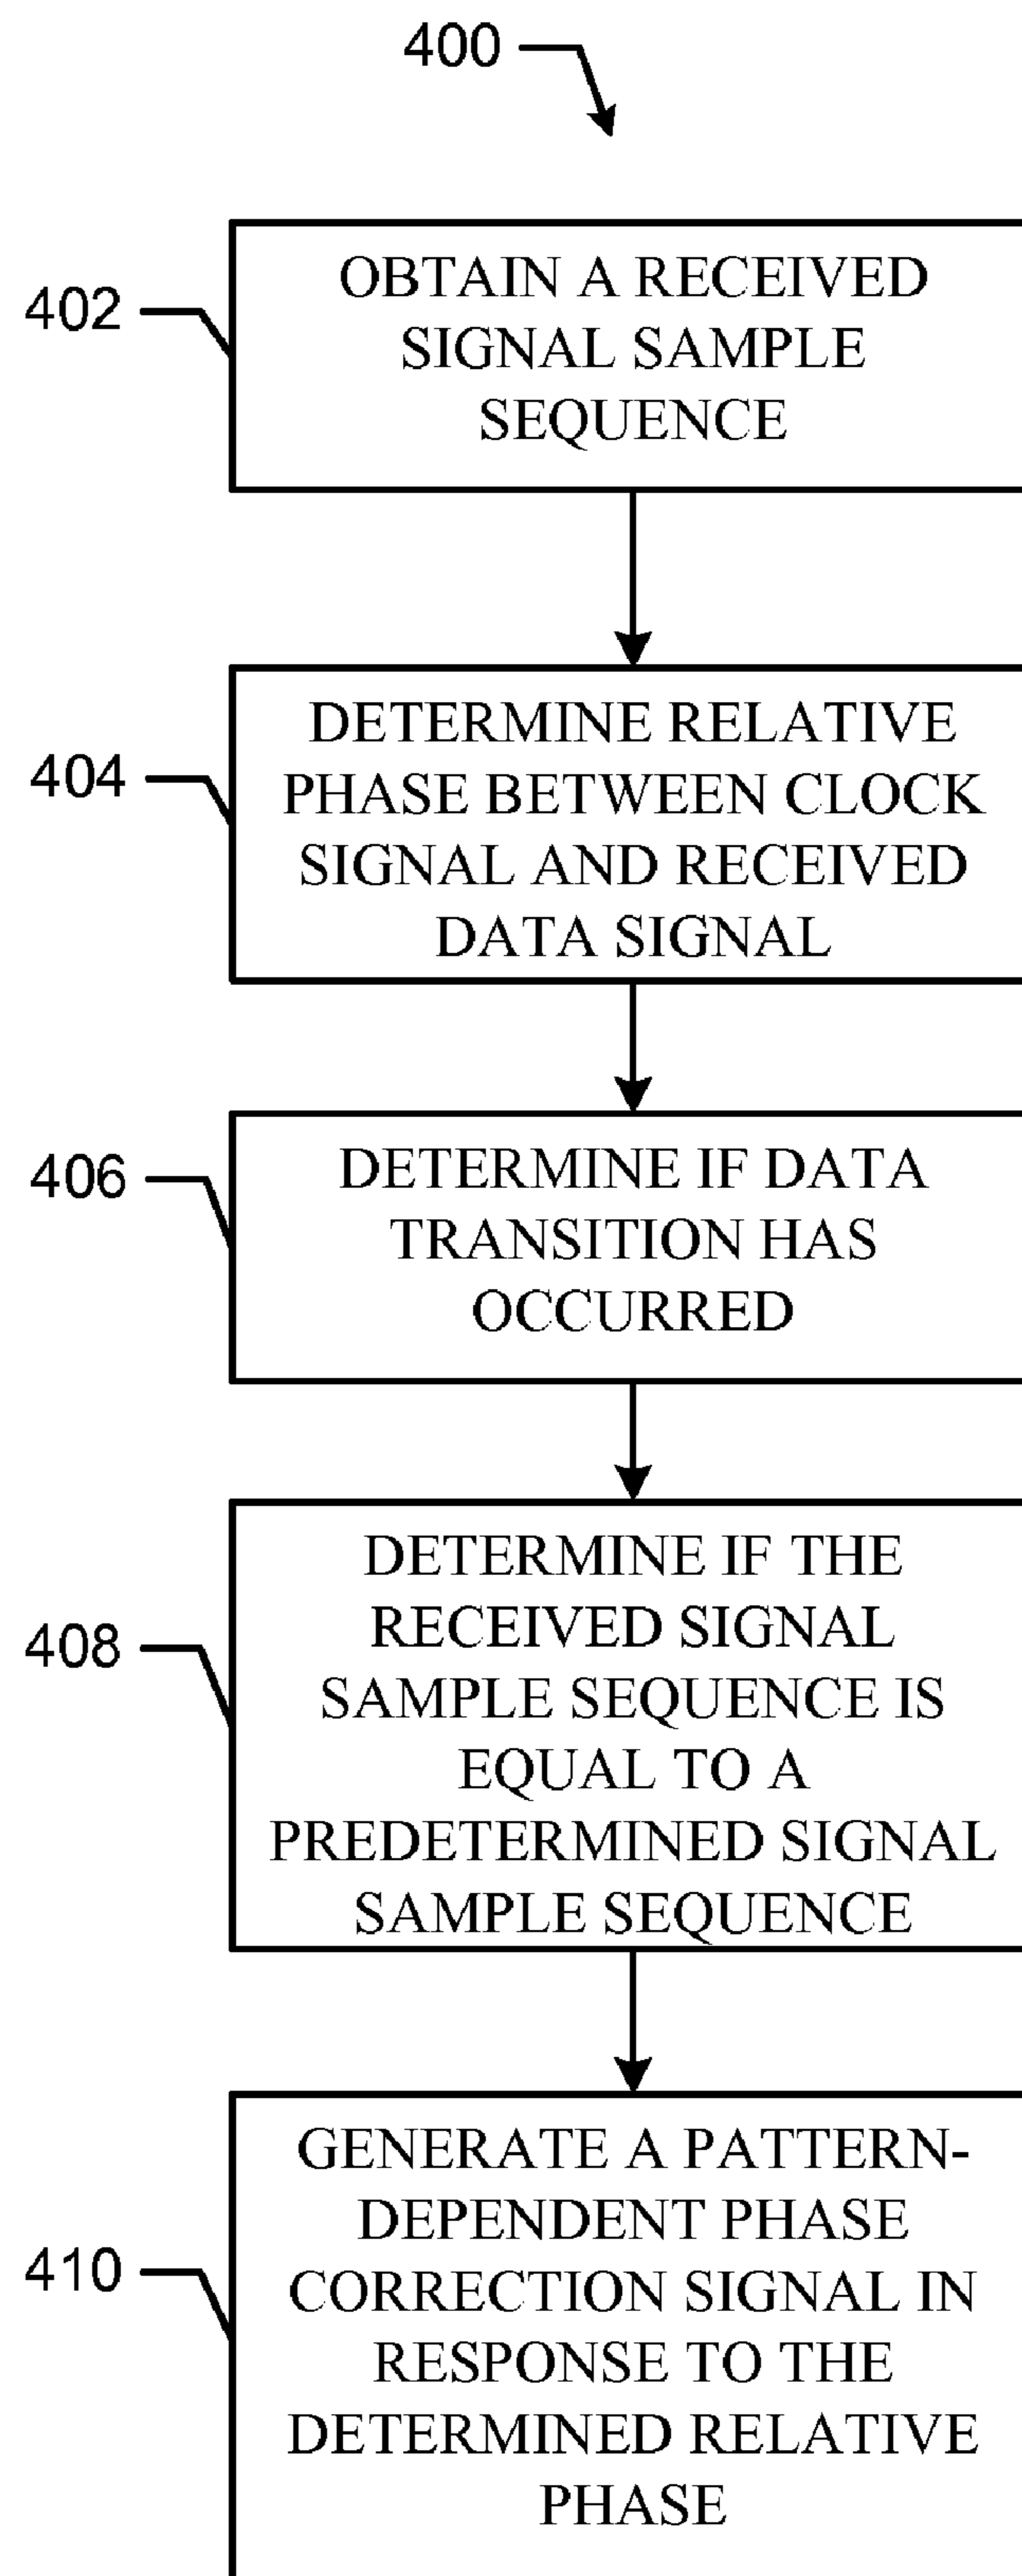 400
402
OBTAIN A RECEIVED
SIGNAL SAMPLE
SEQUENCE
404
DETERMINE RELATIVE
PHASE BETWEEN CLOCK
SIGNAL AND RECEIVED
DATA SIGNAL
406
DETERMINE IF DATA
TRANSITION HAS
OCCURRED
408
DETERMINE IF THE
RECEIVED SIGNAL
SAMPLE SEQUENCE IS
EQUAL TO A
PREDETERMINED SIGNAL
SAMPLE SEQUENCE
410
GENERATE A PATTERN-
DEPENDENT PHASE
CORRECTION SIGNAL IN
RESPONSE TO THE
DETERMINED RELATIVE
PHASE